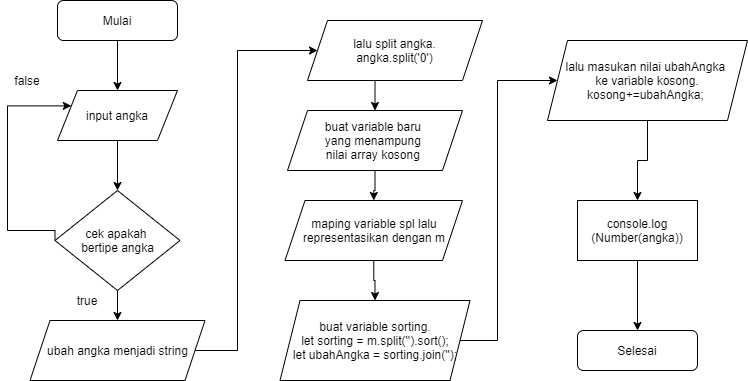 Mulai
false
input angka
cek apakah
bertipe angka
true
ubah angka menjadi string
lalu split angka.
angka.split('0')
buat variable baru
yang menampung
nilai array kosong
maping variable spl lalu
representasikan dengan m
buat variable sorting.
let sorting = m.split('').sort();
let ubahAngka = sorting.join('');
lalu masukan nilai ubahAngka
ke variable kosong.
kosong+=ubahAngka;
console.log
(Number(angka))
Selesai